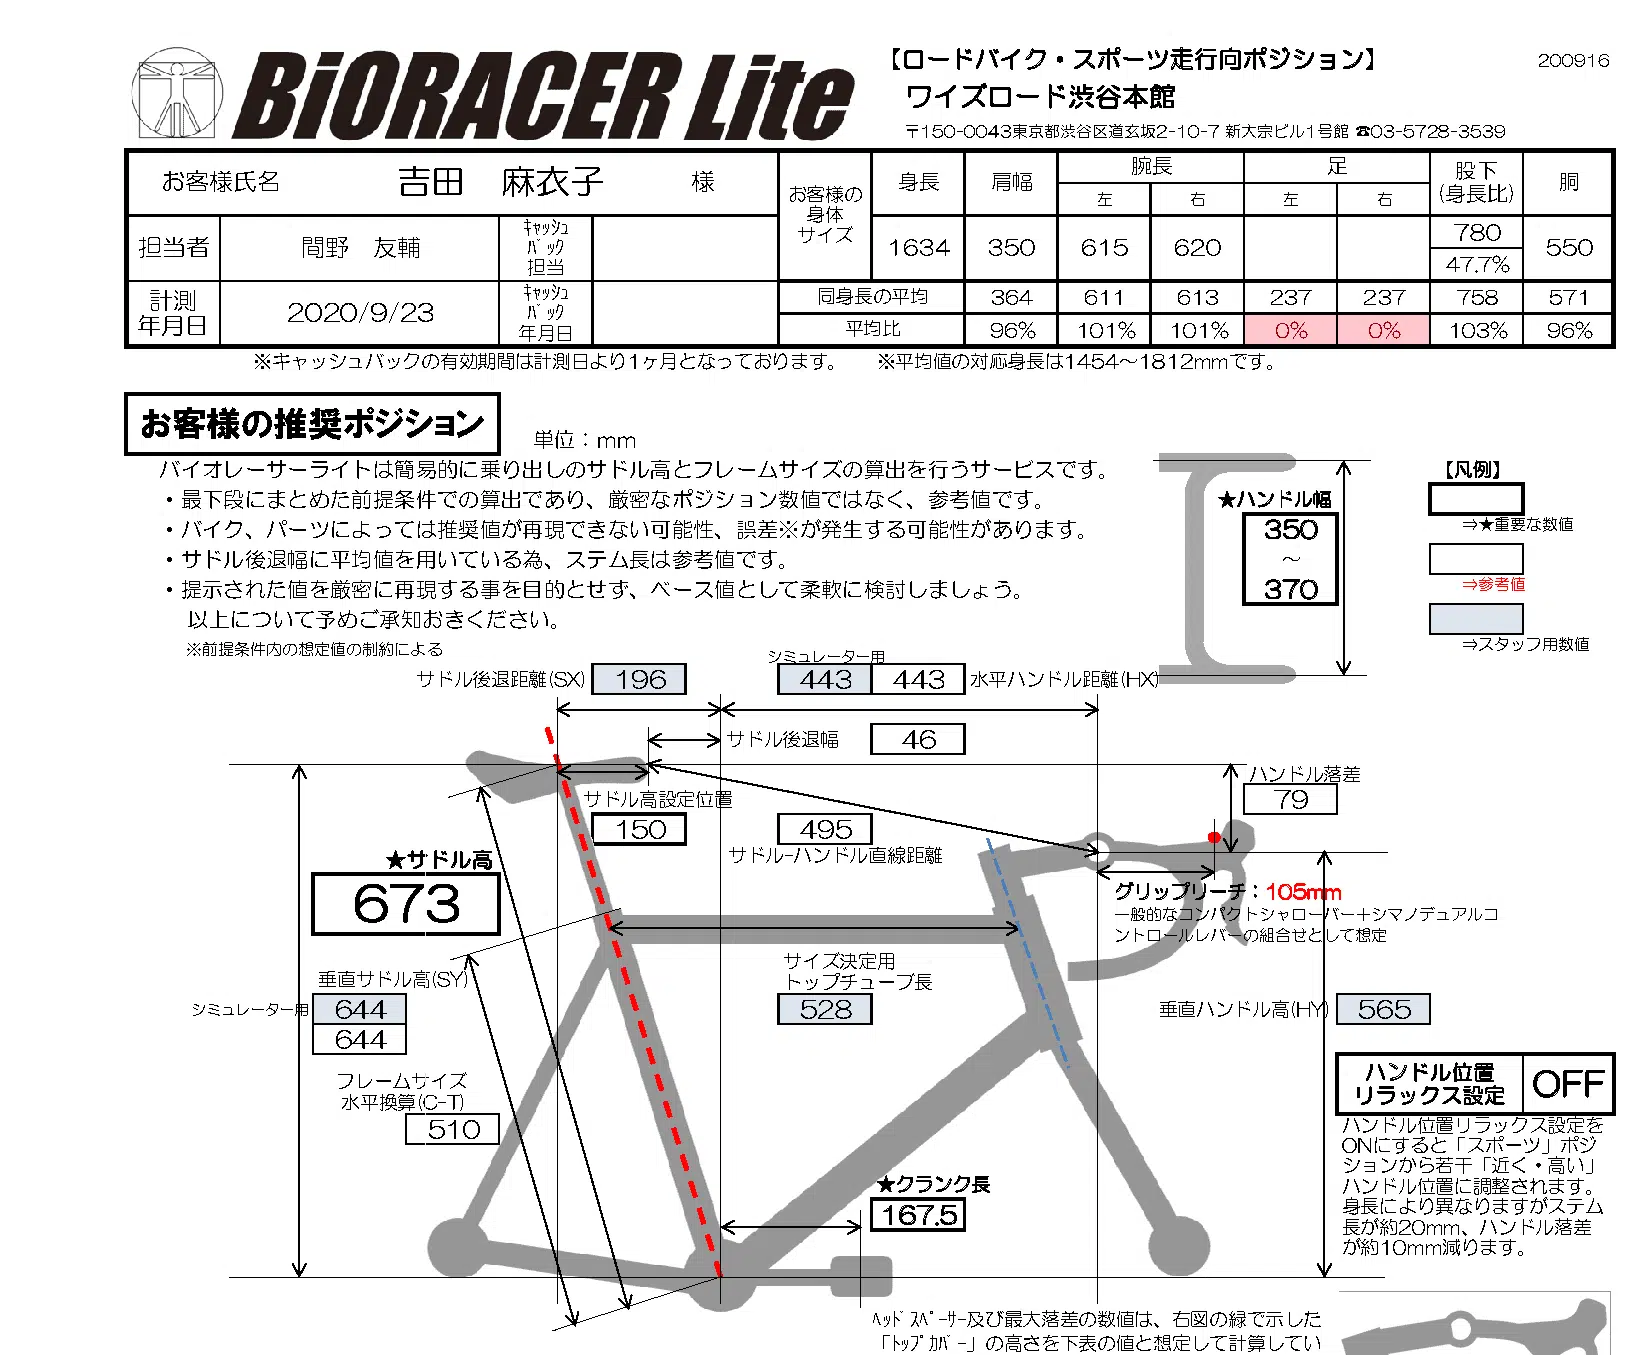 BiORACER Lite
【ロードバイク・スポーツ走行向ポジション】
200916
ワイズロード渋谷本館
〒150-0043東京都渋谷区道玄坂2-10-7 新大宗ビル1号館 ☎03-5728-3539
お客様氏名 吉田 麻衣子 様
お客様の
身体
サイズ
身長 肩幅 腕長 足 股下
(身長比) 胴
左 右 左 右
担当者 間野 友輔 ｷｬｯｼｭ
ﾊﾞｯｸ
担当
1634 350 615 620 780 550
47.7%
計測
年月日 2020/9/23 ｷｬｯｼｭ
ﾊﾞｯｸ
年月日
同身長の平均 364 611 613 237 237 758 571
平均比 96% 101% 101% 0% 0% 103% 96%
※キャッシュバックの有効期間は計測日より1ヶ月となっております。 ※平均値の対応身長は1454～1812mmです。
お客様の推奨ポジション
単位：mm
バイオレーサーライトは簡易的に乗り出しのサドル高とフレームサイズの算出を行うサービスです。
・最下段にまとめた前提条件での算出であり、厳密なポジション数値ではなく、参考値です。
・バイク、パーツによっては推奨値が再現できない可能性、誤差※が発生する可能性があります。
・サドル後退幅に平均値を用いている為、ステム長は参考値です。
・提示された値を厳密に再現する事を目的とせず、ベース値として柔軟に検討しましょう。
以上について予めご承知おきください。
※前提条件内の想定値の制約による
★ハンドル幅
350
～
370
【凡例】
⇒★重要な数値
⇒参考値
⇒スタッフ用数値
シミュレーター用
サドル後退距離(SX) 196 443 443 水平ハンドル距離(HX)
サドル後退幅 46
ハンドル落差
79
サドル高設定位置
150
495
サドル-ハンドル直線距離
★サドル高
673
グリップリーチ：105mm
一般的なコンパクトシャローバー＋シマノデュアルコ
ントロールレバーの組合せとして想定
サイズ決定用
トップチューブ長
528
垂直サドル高(SY)
シミュレーター用 644
644
垂直ハンドル高(HY) 565
フレームサイズ
水平換算(C-T)
510
ハンドル位置
リラックス設定 OFF
ハンドル位置リラックス設定を
ONにすると「スポーツ」ポジ
ションから若干「近く・高い」
ハンドル位置に調整されます。
身長により異なりますがステム
長が約20mm、ハンドル落差
が約10mm減ります。
★クランク長
167.5
ﾍｯﾄﾞｽﾍﾟｰｻｰ及び最大落差の数値は、右図の緑で示した
「ﾄｯﾌﾟｶﾊﾞｰ」の高さを下表の値と想定して計算してい